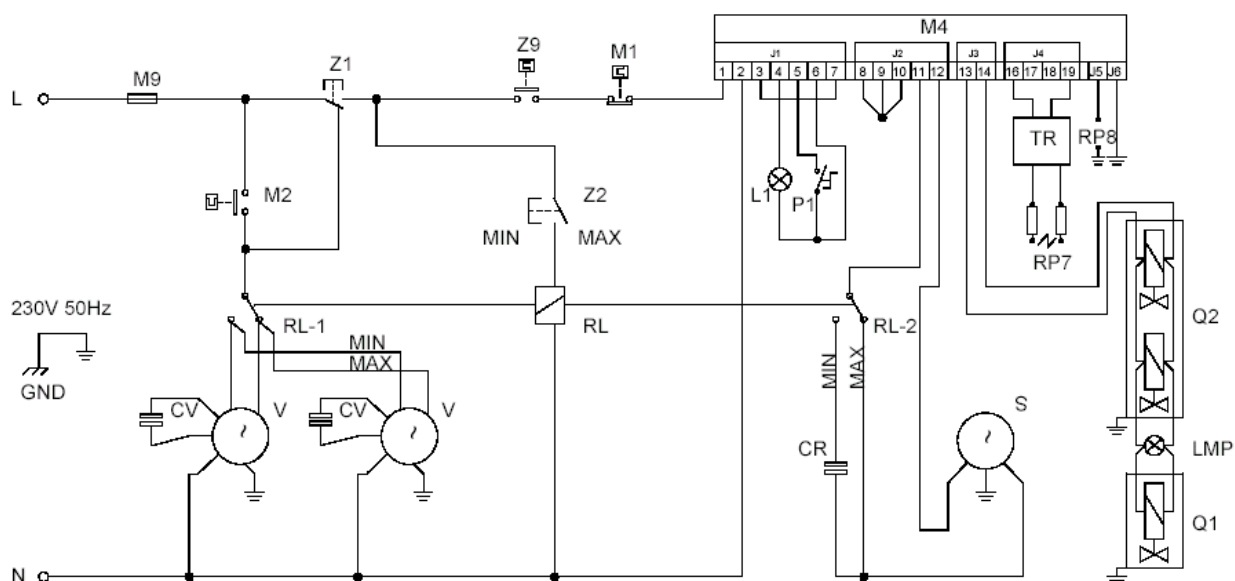 M4
J1 J2 J3 J4
1 2 3 4 5 6 7 8 9 10 11 12 13 14 16 17 18 19 J5 J6
Z9
M1
Z1
M9
L
TR
RP8
L1
P1
M2
Z2
MIN MAX
RP7
230V 50Hz
GND
RL-1
RL
RL-2
Q2
MIN
MAX
MIN
MAX
CV V
CV V
S
CR
LMP
Q1
N